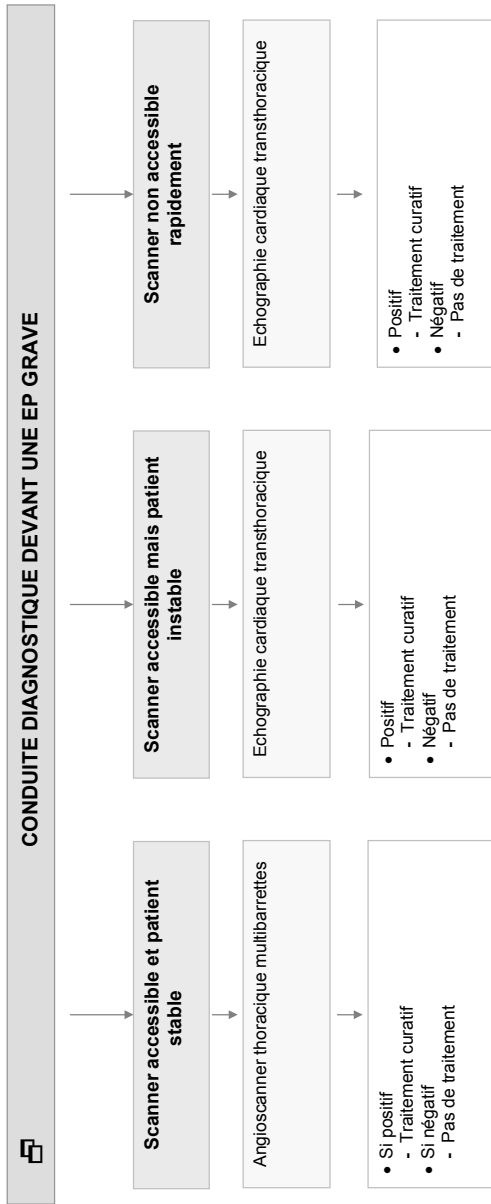 CONDUITE DIAGNOSTIQUE DEVANT UNE EP GRAVE
Scanner accessible et patient
stable
Angioscanner thoracique multibarrettes
• Si positif
- Traitement curatif
• Si négatif
- Pas de traitement
Scanner accessible mais patient
instable
Echographie cardiaque transthoracique
• Positif
- Traitement curatif
• Négatif
- Pas de traitement
Scanner non accessible
rapidement
Echographie cardiaque transthoracique
• Positif
- Traitement curatif
• Négatif
- Pas de traitement